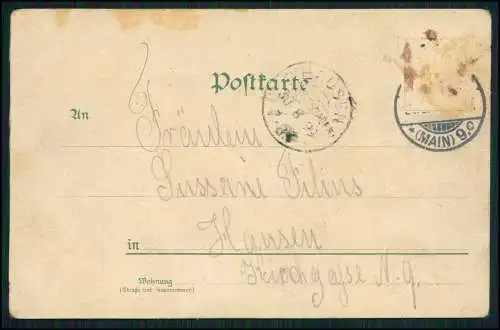 Postkarte
An
Fräulein
Susanne Filius
Hausen
in
Kirchgasse N. 9.
Wohnung
(Straße und Hausnummer)
* (MAIN) 9. c